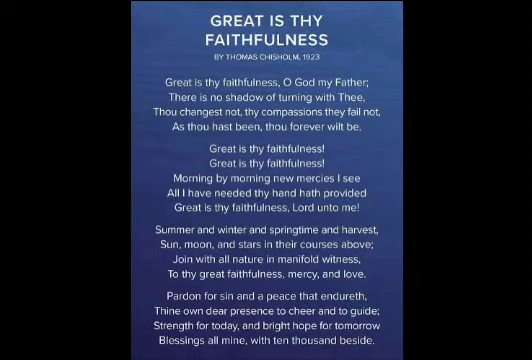 GREAT IS THY
FAITHFULNESS
BY THOMAS CHISHOLM, 1923
Great is thy faithfulness, O God my Father;
There is no shadow of turning with Thee,
Thou changest not, thy compassions they fail not,
As thou hast been, thou forever wilt be.
Great is thy faithfulness!
Great is thy faithfulness!
Morning by morning new mercies I see
All I have needed thy hand hath provided
Great is thy faithfulness, Lord unto me!
Summer and winter and springtime and harvest,
Sun, moon, and stars in their courses above;
Join with all nature in manifold witness,
To thy great faithfulness, mercy, and love.
Pardon for sin and a peace that endureth,
Thine own dear presence to cheer and to guide;
Strength for today, and bright hope for tomorrow
Blessings all mine, with ten thousand beside.